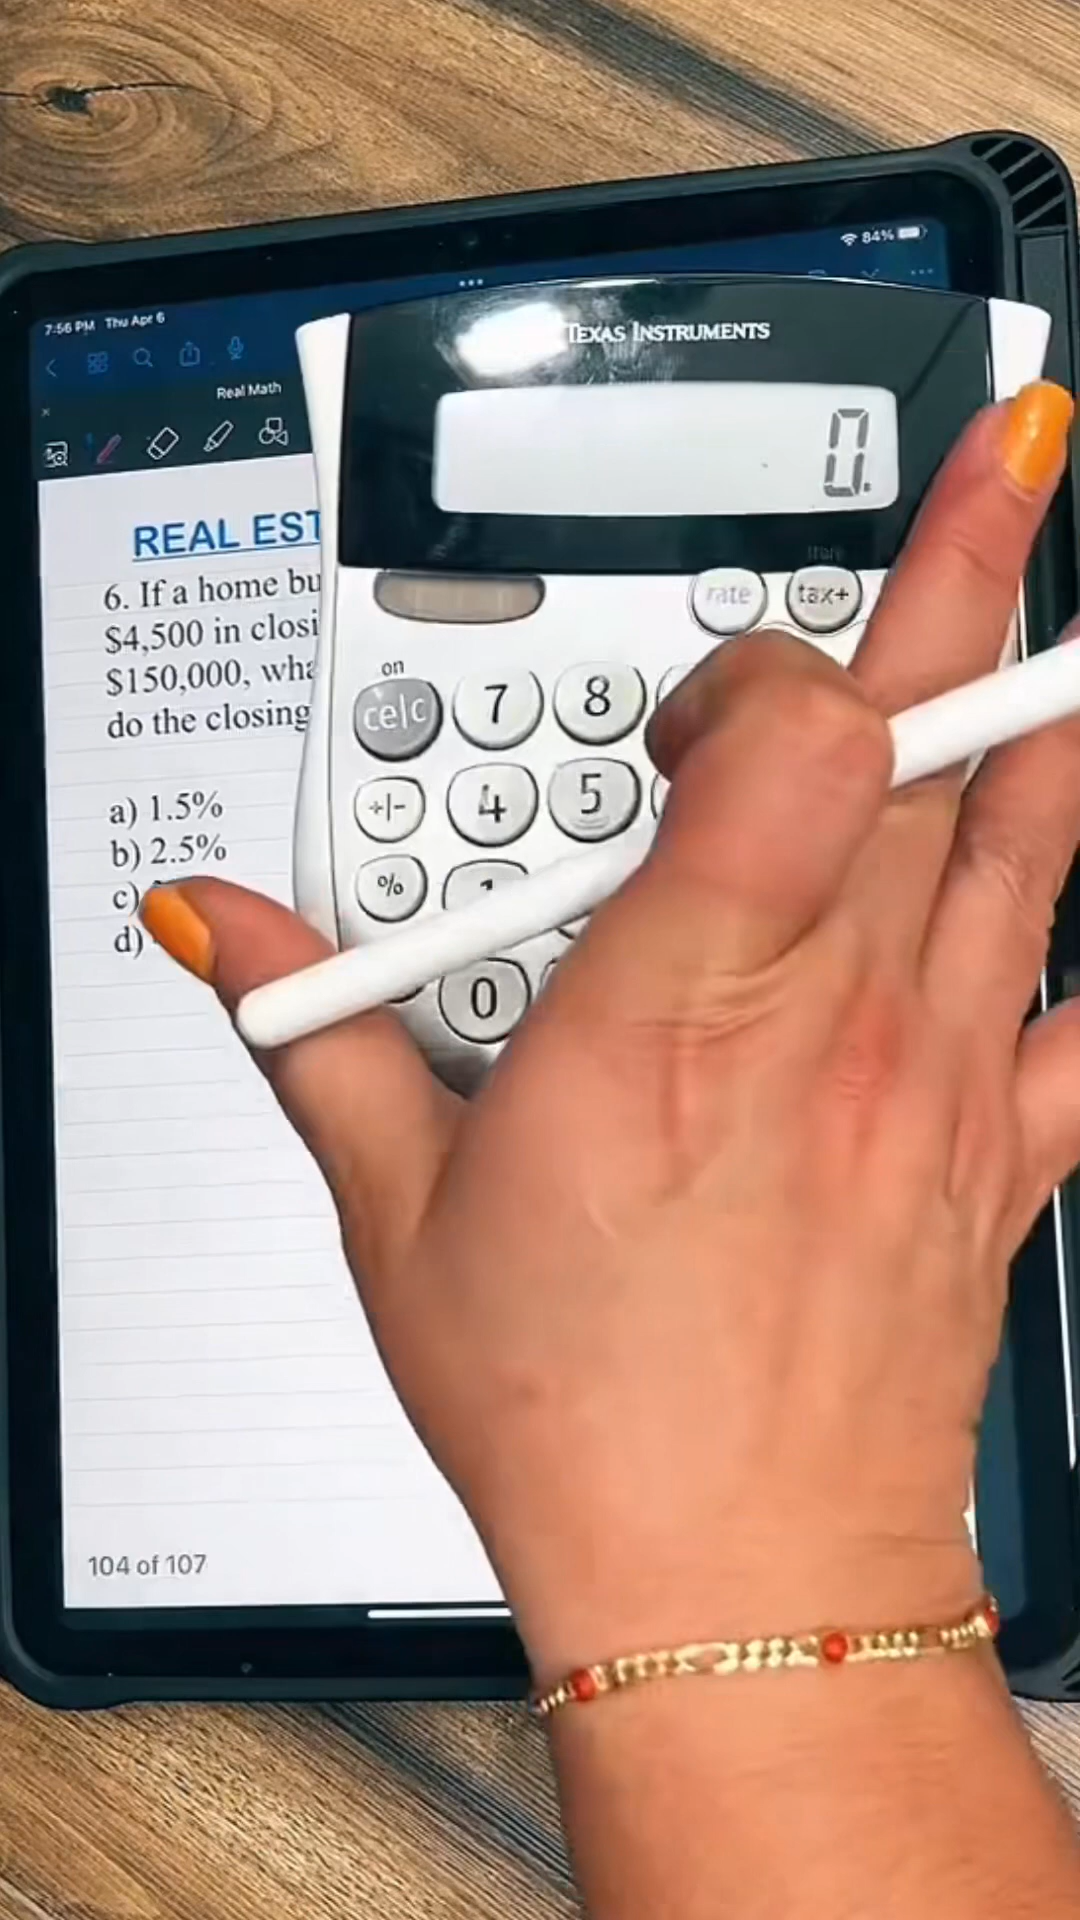 84%
7:56 PM Thu Apr 6
Real Math
TEXAS INSTRUMENTS
0.
REAL EST
6. If a home bu
$4,500 in closi
$150,000, wha
do the closing
a) 1.5%
b) 2.5%
c)
d)
rate
tax+
on
ce|c
7
8
+|-
4
5
%
0
104 of 107